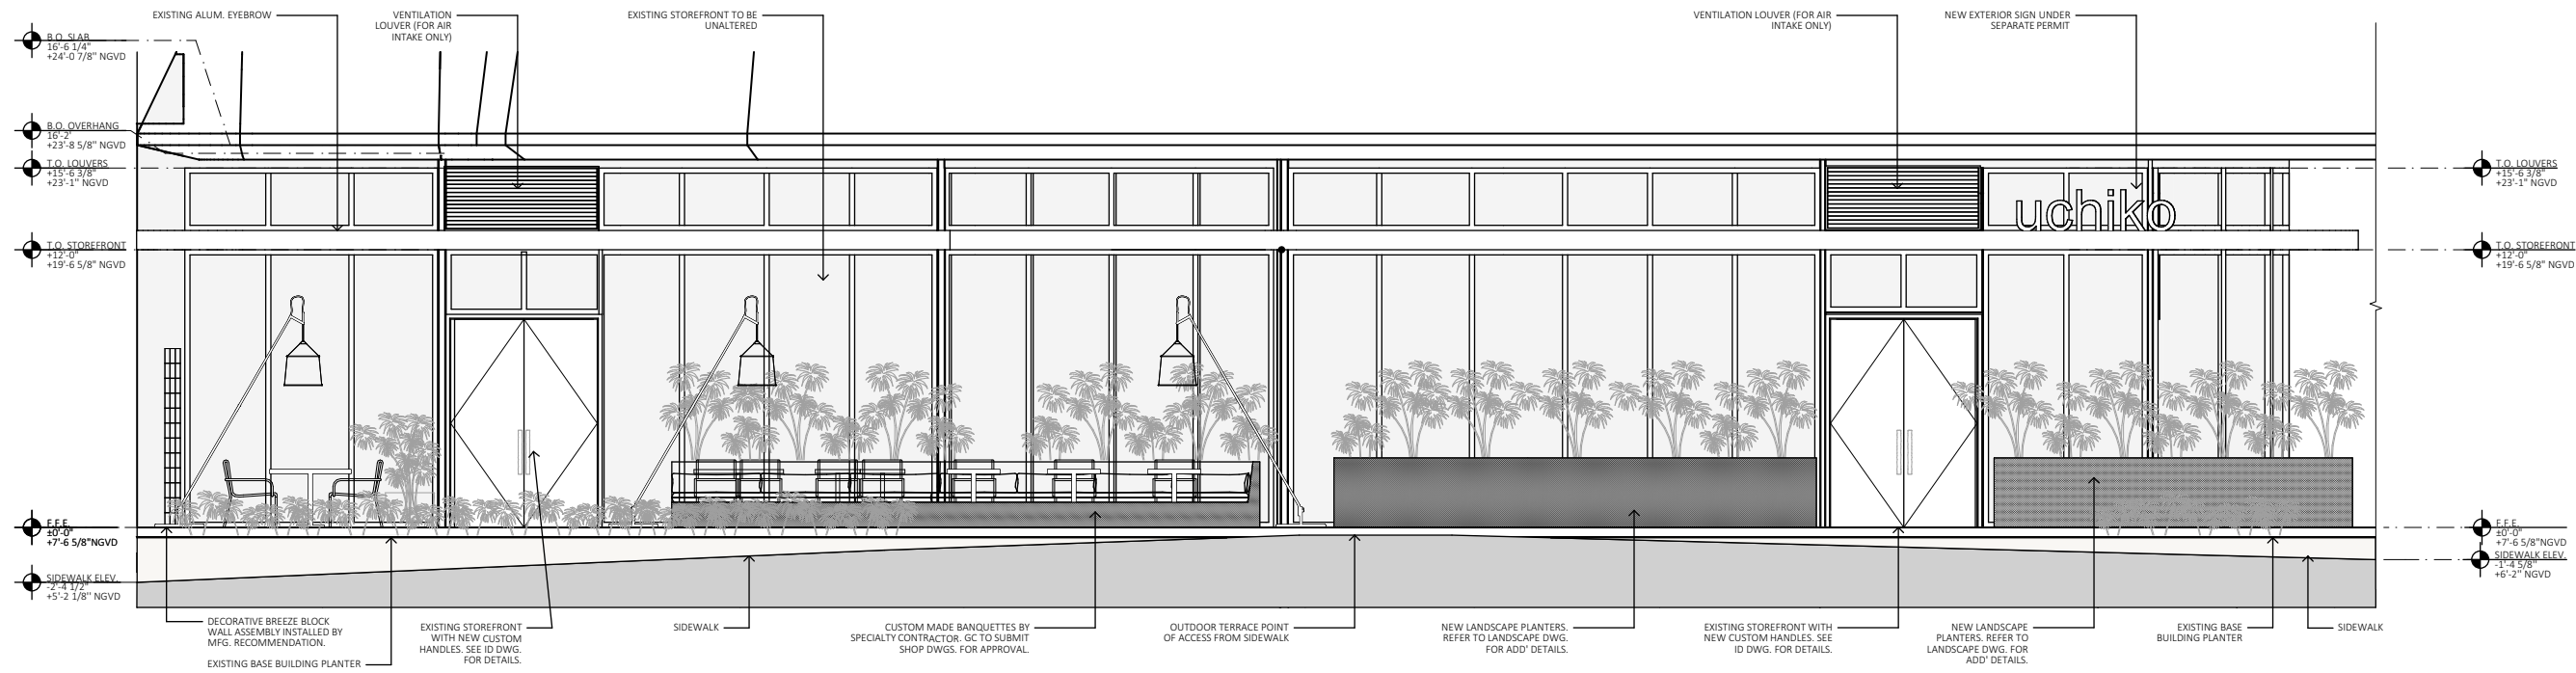 EXISTING ALUM. EYEBROW
VENTILATION
LOUVER (FOR AIR
INTAKE ONLY)
EXISTING STOREFRONT TO BE
UNALTERED
VENTILATION LOUVER (FOR AIR
INTAKE ONLY)
NEW EXTERIOR SIGN UNDER
SEPARATE PERMIT
B.O. SLAB
16'-6 1/4"
+24'-0 7/8" NGVD
B.O. OVERHANG
16'-2"
+23'-8 5/8" NGVD
T.O. LOUVERS
+15'-6 3/8"
+23'-1" NGVD
T.O. STOREFRONT
+12'-0"
+19'-6 5/8" NGVD
F.F.E.
±0'-0"
+7'-6 5/8"NGVD
SIDEWALK ELEV.
-2'-4 1/2"
+5'-2 1/8" NGVD
uchiko
T.O. LOUVERS
+15'-6 3/8"
+23'-1" NGVD
T.O. STOREFRONT
+12'-0"
+19'-6 5/8" NGVD
F.F.E.
±0'-0"
+7'-6 5/8"NGVD
SIDEWALK ELEV.
-1'-4 5/8"
+6'-2" NGVD
DECORATIVE BREEZE BLOCK
WALL ASSEMBLY INSTALLED BY
MFG. RECOMMENDATION.
EXISTING BASE BUILDING PLANTER
EXISTING STOREFRONT
WITH NEW CUSTOM
HANDLES. SEE ID DWG.
FOR DETAILS.
SIDEWALK
CUSTOM MADE BANQUETTES BY
SPECIALTY CONTRACTOR. GC TO SUBMIT
SHOP DWGS. FOR APPROVAL.
OUTDOOR TERRACE POINT
OF ACCESS FROM SIDEWALK
NEW LANDSCAPE PLANTERS.
REFER TO LANDSCAPE DWG.
FOR ADD' DETAILS.
EXISTING STOREFRONT WITH
NEW CUSTOM HANDLES. SEE
ID DWG. FOR DETAILS.
NEW LANDSCAPE
PLANTERS. REFER TO
LANDSCAPE DWG. FOR
ADD' DETAILS.
EXISTING BASE
BUILDING PLANTER
SIDEWALK